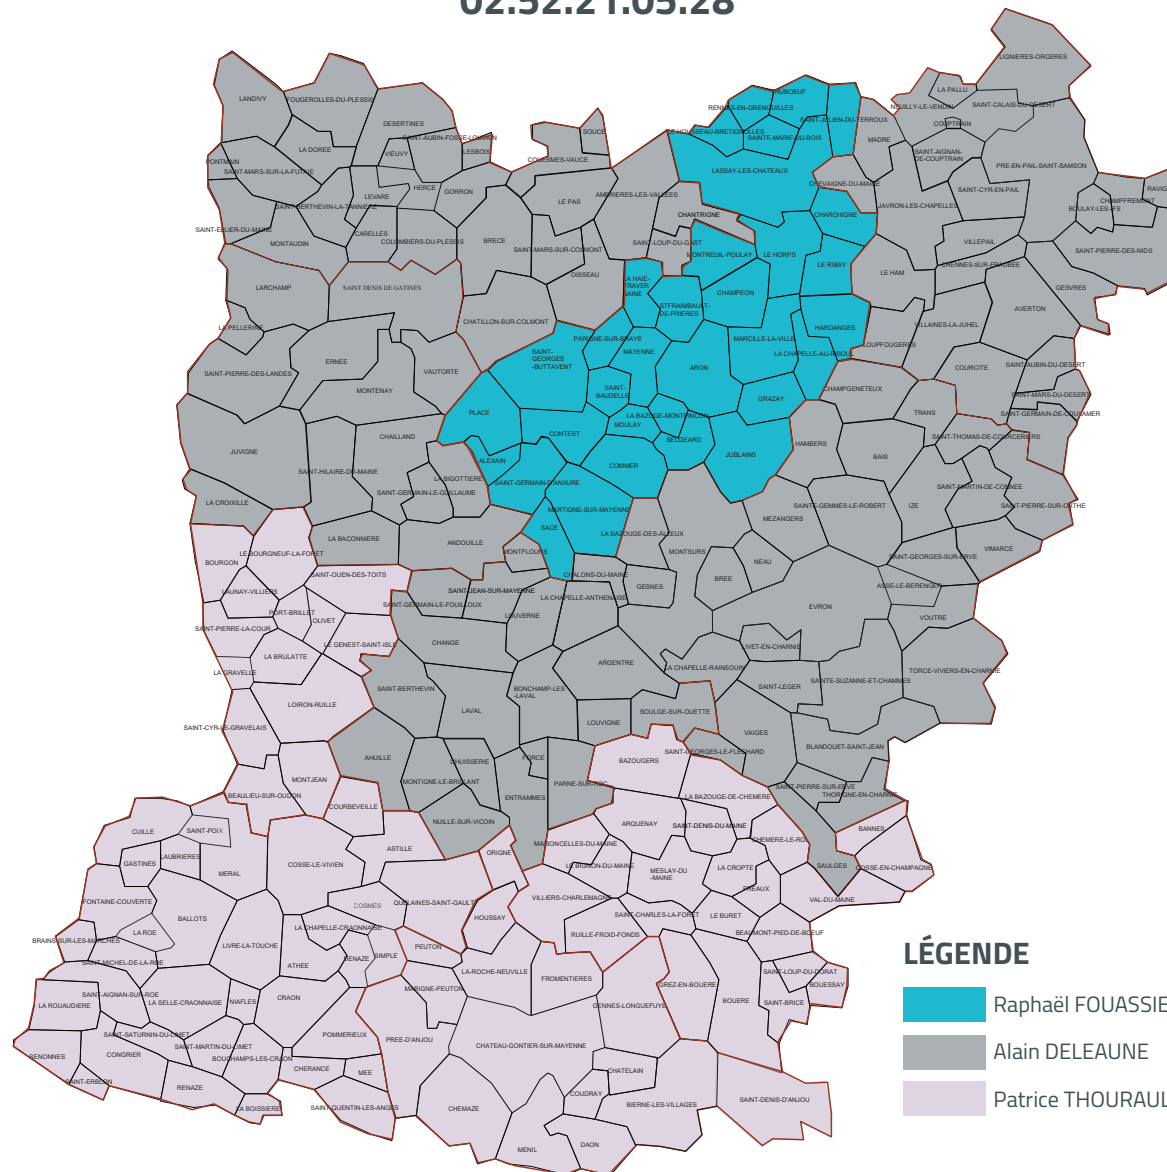 02.52.21.05.28
LIGNIERES-ORGERES
LANDIVY
FOUGEROLLES-DU-PLESSIS
HUBOEUF
LA PALLU
RENNES-EN-GRENOUILLES
NEUILLY-LE-VENDIN
SAINT-CALAIS-DU-DESERT
DESERTINES
SAINT-JULIEN-DU-TERROUX
COUPTRAIN
SOUCE
LE HOUSSEAU-BRETIGNOLLES
SAINT-AUBIN-FOSSE-LOUVAIN
SAINTE-MARIE-DU-BOIS
MADRE
LA DOREE
VIEUVY
LESBOIS
SAINT-AIGNAN-
DE-COUPTRAIN
PONTMAIN
COUESMES-VAUCE
PRE-EN-PAIL-SAINT-SAMSON
SAINT-MARS-SUR-LA-FUTAIE
LASSAY-LES-CHATEAUX
HERCE
GORRON
CHEVAIGNE-DU-MAINE
SAINT-CYR-EN-PAIL
RAVIG
LEVARE
AMBRIERES-LES-VALLEES
CHAMPFREMONT
LE PAS
SAINT-BERTHEVIN-LA-TANNIERE
JAVRON-LES-CHAPELLES
BOULAY-LES-IFS
CHANTRIGNE
CHARCHIGNE
SAINT-ELLIER-DU-MAINE
CARELLES
MONTAUDIN
COLOMBIERS-DU-PLESSIS
BRECE
SAINT-LOUP-DU-GAST
VILLEPAIL
SAINT-MARS-SUR-COLMONT
SAINT-PIERRE-DES-NIDS
MONTREUIL-POULAY
LE HORPS
LE RIBAY
CRENNES-SUR-FRAUBEE
LE HAM
OISSEAU
LA HAIE-
TRAVER
SAINE
LARCHAMP
SAINT DENIS DE GATINES
GESVRES
CHAMPEON
ST FRAIMBAULT-
DE-PRIERES
AVERTON
CHATILLON-SUR-COLMONT
VILLAINES-LA-JUHEL
LA PELLERINE
HARDANGES
PARIGNE-SUR-BRAYE
MARCILLE-LA-VILLE
LOUPFOUGERES
MAYENNE
LA CHAPELLE-AU-RIBOUL
SAINT-
GEORGES
-BUTTAVENT
ERNEE
SAINT-AUBIN-DU-DESERT
ARON
COURCITE
SAINT-PIERRE-DES-LANDES
VAUTORTE
MONTENAY
SAINT-
BAUDELLE
CHAMPGENETEUX
SAINT-MARS-DU-DESERT
GRAZAY
PLACE
TRANS
SAINT-GERMAIN-DE-COULAMER
LA BAZOGE-MONTPINCON
MOULAY
CONTEST
CHAILLAND
BELGEARD
SAINT-THOMAS-DE-COURCERIERS
HAMBERS
JUVIGNE
JUBLAINS
BAIS
ALEXAIN
COMMER
SAINT-HILAIRE-DU-MAINE
LA BIGOTTIERE
SAINT-GERMAIN-D'ANXURE
SAINT-MARTIN-DE-CONNEE
SAINT-GERMAIN-LE-GUILLAUME
LA CROIXILLE
SAINTE-GEMMES-LE-ROBERT
IZE
SAINT-PIERRE-SUR-ORTHE
MARTIGNE-SUR-MAYENNE
MEZANGERS
SACE
LA BAZOUGE-DES-ALLEUX
LA BACONNIERE
ANDOUILLE
VIMARCE
LE BOURGNEUF-LA-FORET
MONTFLOURS
MONTSURS
SAINT-GEORGES-SUR-ERVE
BOURGON
NEAU
SAINT-OUEN-DES-TOITS
CHALONS-DU-MAINE
BREE
LAUNAY-VILLIERS
SAINT-JEAN-SUR-MAYENNE
GESNES
ASSE-LE-BERENGER
LA CHAPELLE-ANTHENAISE
SAINT-GERMAIN-LE-FOUILLOUX
EVRON
PORT-BRILLET
LOUVERNE
VOUTRE
OLIVET
SAINT-PIERRE-LA-COUR
LE GENEST-SAINT-ISLE
CHANGE
LIVET-EN-CHARNIE
LA BRULATTE
ARGENTRE
LA CHAPELLE-RAINSOUIN
LA GRAVELLE
TORCE-VIVIERS-EN-CHARNIE
SAINTE-SUZANNE-ET-CHAMMES
SAINT-BERTHEVIN
BONCHAMP-LES
-LAVAL
SAINT-LEGER
LOIRON-RUILLE
LAVAL
SOULGE-SUR-OUETTE
LOUVIGNE
SAINT-CYR-LE-GRAVELAIS
VAIGES
BLANDOUET-SAINT-JEAN
SAINT-GEORGES-LE-FLECHARD
AHUILLE
L'HUISSERIE
FORCE
BAZOUGERS
MONTJEAN
MONTIGNE-LE-BRILLANT
PARNE-SUR-ROC
SAINT-PIERRE-SUR-ERVE
BEAULIEU-SUR-OUDON
ENTRAMMES
LA BAZOUGE-DE-CHEMERE
THORIGNE-EN-CHARNIE
COURBEVEILLE
NUILLE-SUR-VICOIN
ARQUENAY
SAINT-DENIS-DU-MAINE
BANNES
CUILLE
SAINT-POIX
CHEMERE-LE-ROI
MAISONCELLES-DU-MAINE
ASTILLE
ORIGNE
LAUBRIERES
GASTINES
COSSE-LE-VIVIEN
LE BIGNON-DU-MAINE
LA CROPTE
SAULGES
COSSE-EN-CHAMPAGNE
MERAL
MESLAY-DU
-MAINE
PREAUX
VILLIERS-CHARLEMAGNE
VAL-DU-MAINE
FONTAINE-COUVERTE
COSMES
QUELAINES-SAINT-GAULT
BALLOTS
HOUSSAY
SAINT-CHARLES-LA-FORET
LE BURET
LA CHAPELLE-CRAONNAISE
LA ROE
RUILLE-FROID-FONDS
BEAUMONT-PIED-DE-BOEUF
BRAINS-SUR-LES-MARCHES
LIVRE-LA-TOUCHE
PEUTON
LÉGENDE
DENAZE
SIMPLE
SAINT-MICHEL-DE-LA-ROE
ATHEE
LA-ROCHE-NEUVILLE
SAINT-LOUP-DU-DORAT
FROMENTIERES
GREZ-EN-BOUERE
BOUESSAY
MARIGNE-PEUTON
SAINT-AIGNAN-SUR-ROE
CRAON
BOUERE
LA ROUAUDIERE
LA SELLE-CRAONNAISE
NIAFLES
SAINT-BRICE
GENNES-LONGUEFUYE
Raphaël FOUASSIE
SAINT-SATURNIN-DU-LIMET
POMMERIEUX
PREE-D'ANJOU
SAINT-MARTIN-DU-LIMET
CHATEAU-GONTIER-SUR-MAYENNE
Alain DELEAUNE
SENONNES
CONGRIER
BOUCHAMPS-LES-CRAON
CHERANCE
MEE
CHATELAIN
SAINT-ERBLON
RENAZE
COUDRAY
SAINT-DENIS-D'ANJOU
Patrice THOURAUL
BIERNE-LES-VILLAGES
LA BOISSIERE
SAINT-QUENTIN-LES-ANGES
CHEMAZE
DAON
MENIL